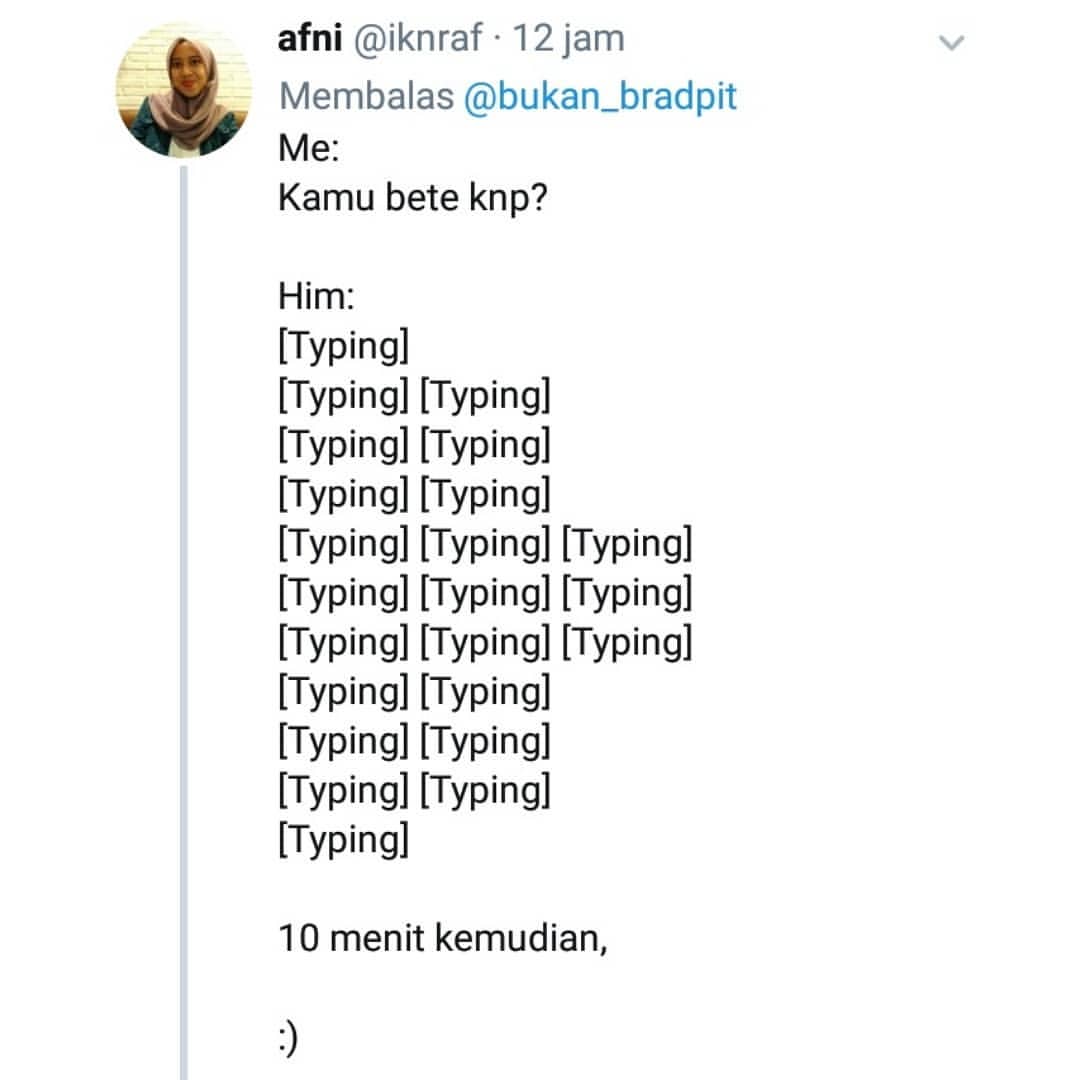 afni @iknraf · 12 jam
Membalas @bukan_bradpit
Me:
Kamu bete knp?
Him:
[Typing]
[Typing] [Typing]
[Typing] [Typing]
[Typing] [Typing]
[Typing] [Typing] [Typing]
[Typing] [Typing] [Typing]
[Typing] [Typing] [Typing]
[Typing] [Typing]
[Typing] [Typing]
[Typing] [Typing]
[Typing]
10 menit kemudian,
:)